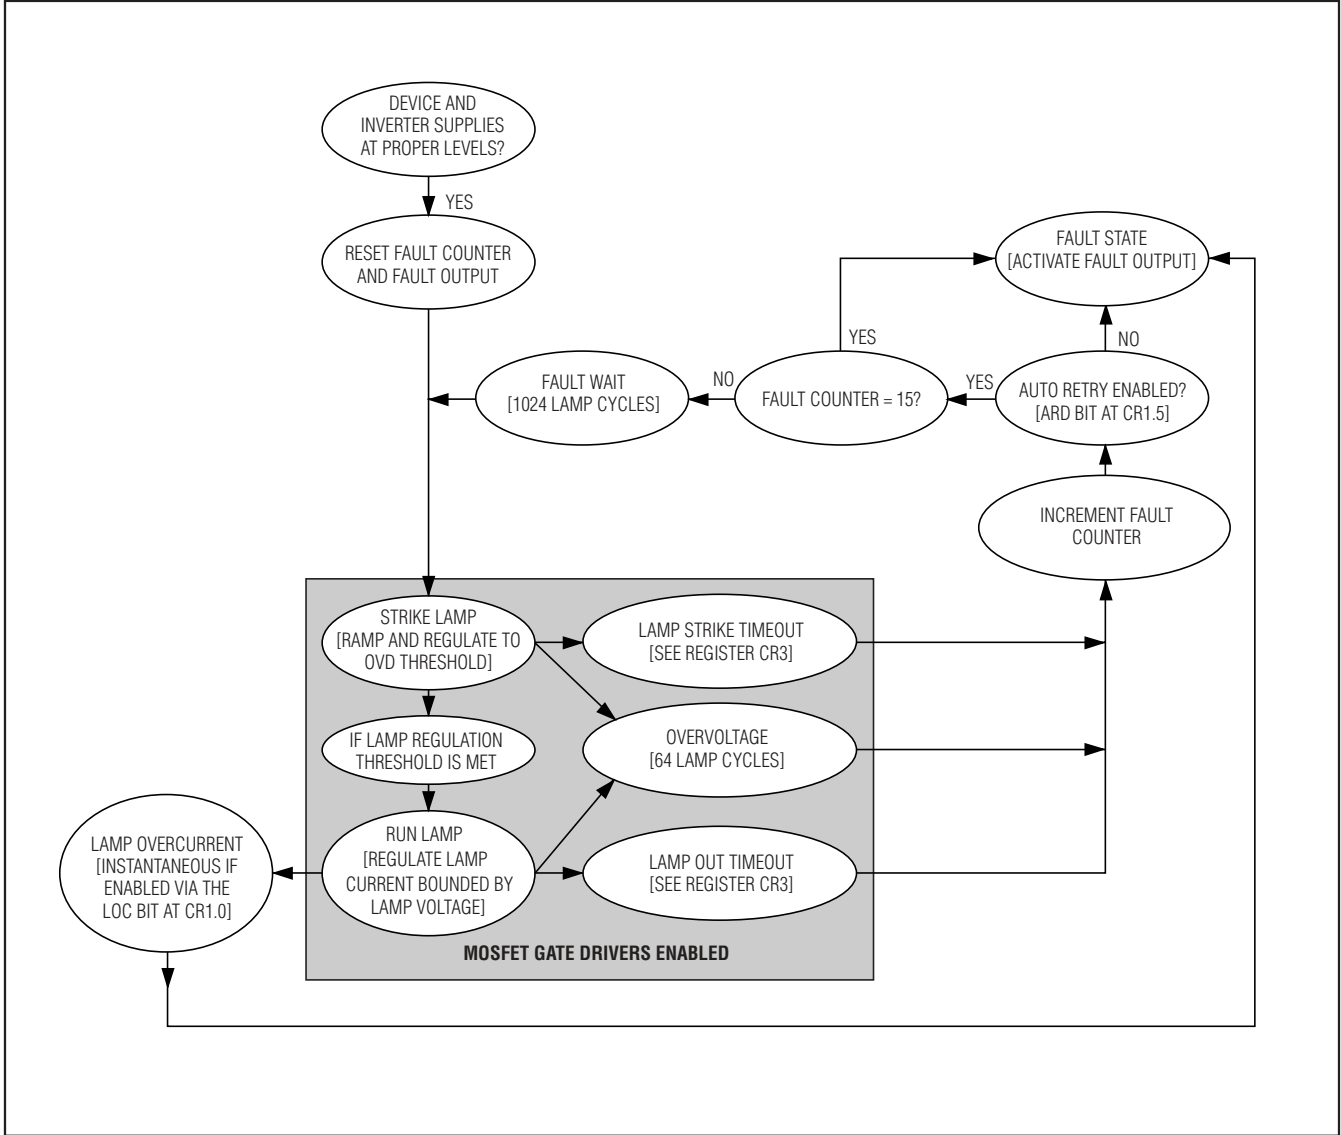 DEVICE AND
INVERTER SUPPLIES
AT PROPER LEVELS?
YES
RESET FAULT COUNTER
AND FAULT OUTPUT
FAULT STATE
[ACTIVATE FAULT OUTPUT]
YES
NO
FAULT WAIT
[1024 LAMP CYCLES]
NO
FAULT COUNTER = 15?
YES
AUTO RETRY ENABLED?
[ARD BIT AT CR1.5]
INCREMENT FAULT
COUNTER
STRIKE LAMP
[RAMP AND REGULATE TO
OVD THRESHOLD]
LAMP STRIKE TIMEOUT
[SEE REGISTER CR3]
IF LAMP REGULATION
THRESHOLD IS MET
OVERVOLTAGE
[64 LAMP CYCLES]
LAMP OVERCURRENT
[INSTANTANEOUS IF
ENABLED VIA THE
LOC BIT AT CR1.0]
RUN LAMP
[REGULATE LAMP
CURRENT BOUNDED BY
LAMP VOLTAGE]
LAMP OUT TIMEOUT
[SEE REGISTER CR3]
MOSFET GATE DRIVERS ENABLED